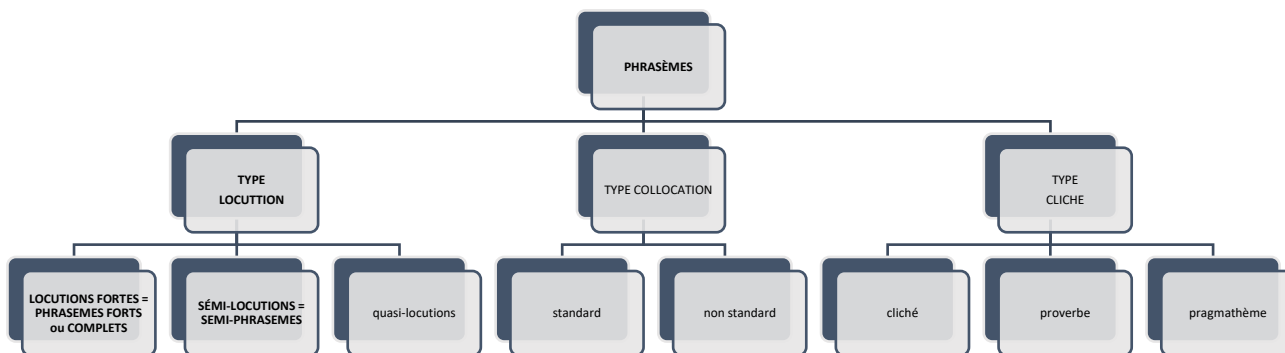 PHRASÈMES
TYPE
LOCUTTION
TYPE COLLOCATION
TYPE
CLICHE
LOCUTIONS FORTES =
PHRASEMES FORTS
ou COMPLETS
SÉMI-LOCUTIONS =
SEMI-PHRASEMES
quasi-locutions
standard
non standard
cliché
proverbe
pragmathème